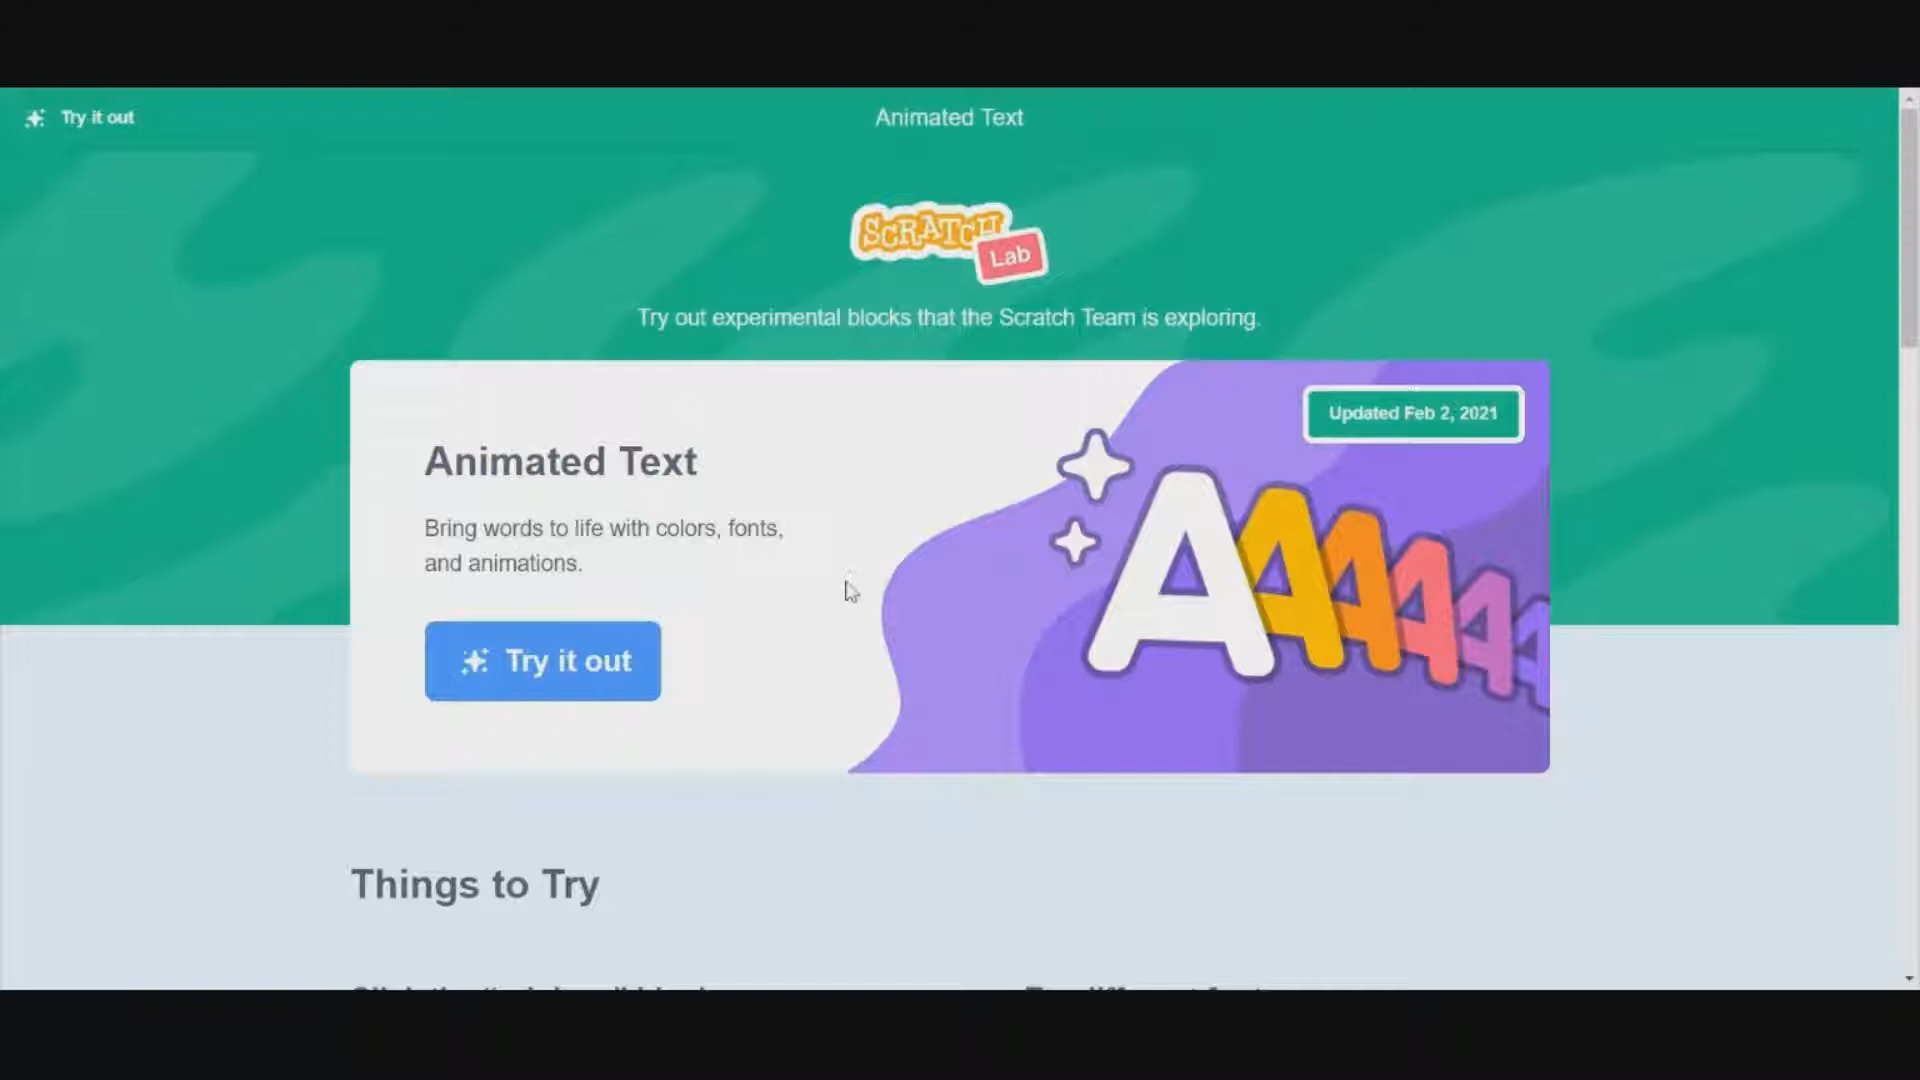 Try it out
Animated Text
SCRATCH
Lab
Try out experimental blocks that the Scratch Team is exploring.
Updated Feb 2, 2021
Animated Text
Bring words to life with colors, fonts,
and animations.
Try it out
AAAAAA
Things to Try